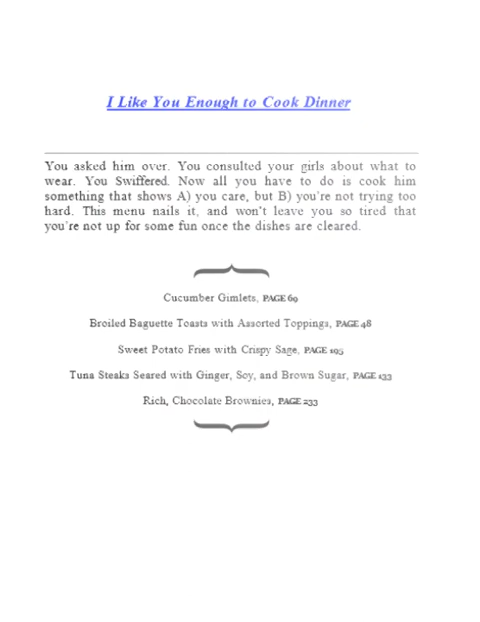 I Like You Enough to Cook Dinner
You asked him over. You consulted your girls about what to
wear. You Swiffered. Now all you have to do is cook him
something that shows A) you care, but B) you're not trying too
hard. This menu nails it, and won't leave you so tired that
you're not up for some fun once the dishes are cleared.
Cucumber Gimlets, PAGE 69
Broiled Baguette Toasts with Assorted Toppings, PAGE 48
Sweet Potato Fries with Crispy Sage, PAGE 195
Tuna Steaks Seared with Ginger, Soy, and Brown Sugar, PAGE 133
Rich, Chocolate Brownies, PAGE 233